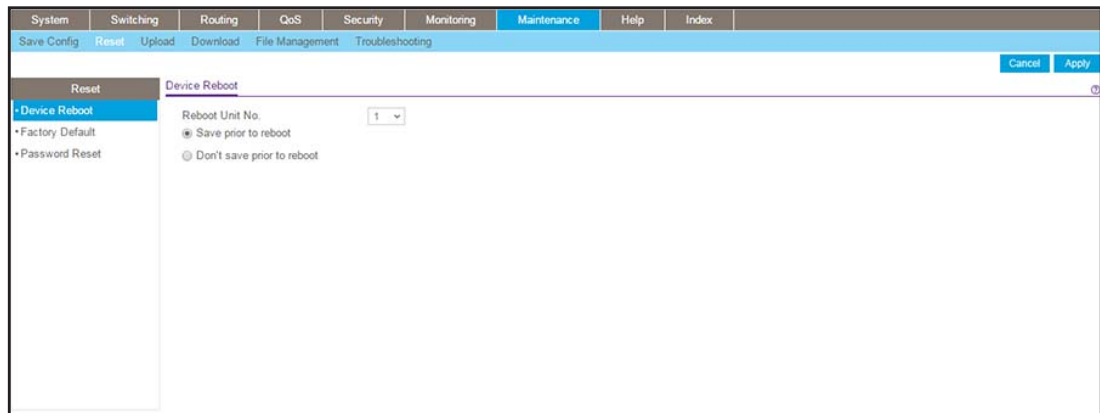 System Switching Routing QoS Security Monitoring Maintenance Help Index
Save Config Reset Upload Download File Management Troubleshooting
Cancel Apply
Reset
• Device Reboot
• Factory Default
• Password Reset
Device Reboot
?
Reboot Unit No. 1
Save prior to reboot
Don't save prior to reboot